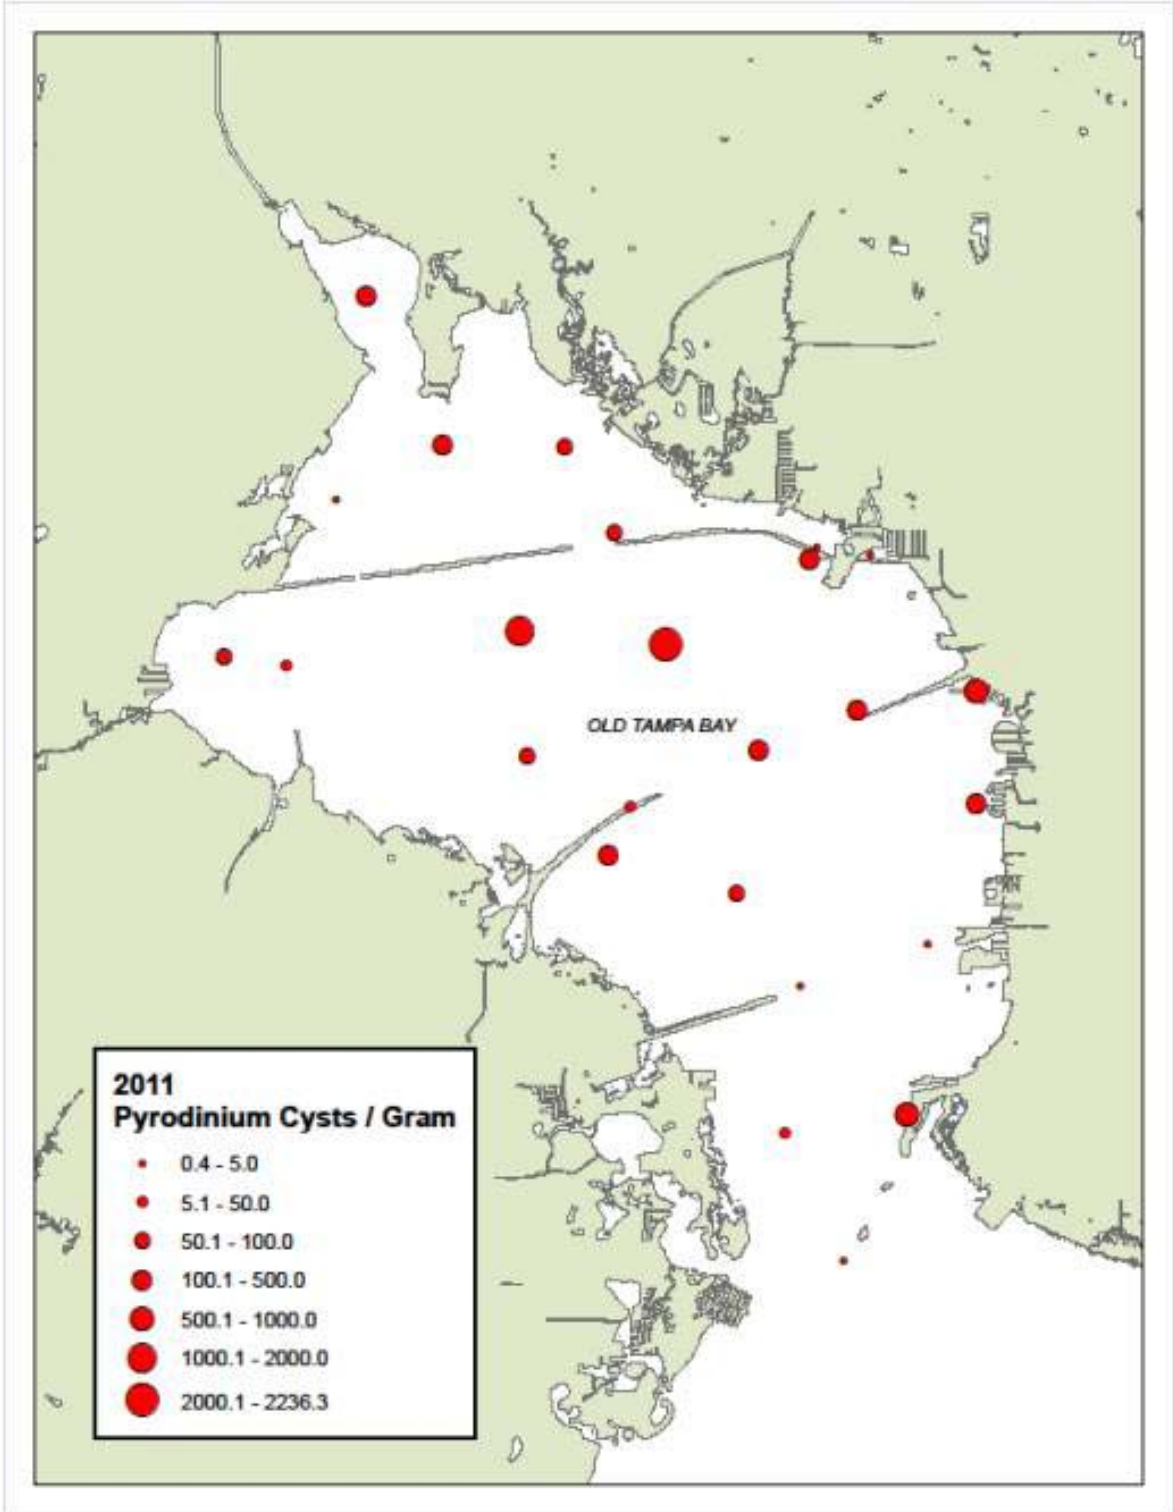 OLD TAMPA BAY
2011
Pyrodinium Cysts / Gram
0.4 - 5.0
5.1 - 50.0
50.1 - 100.0
100.1 - 500.0
500.1 - 1000.0
1000.1 - 2000.0
2000.1 - 2236.3